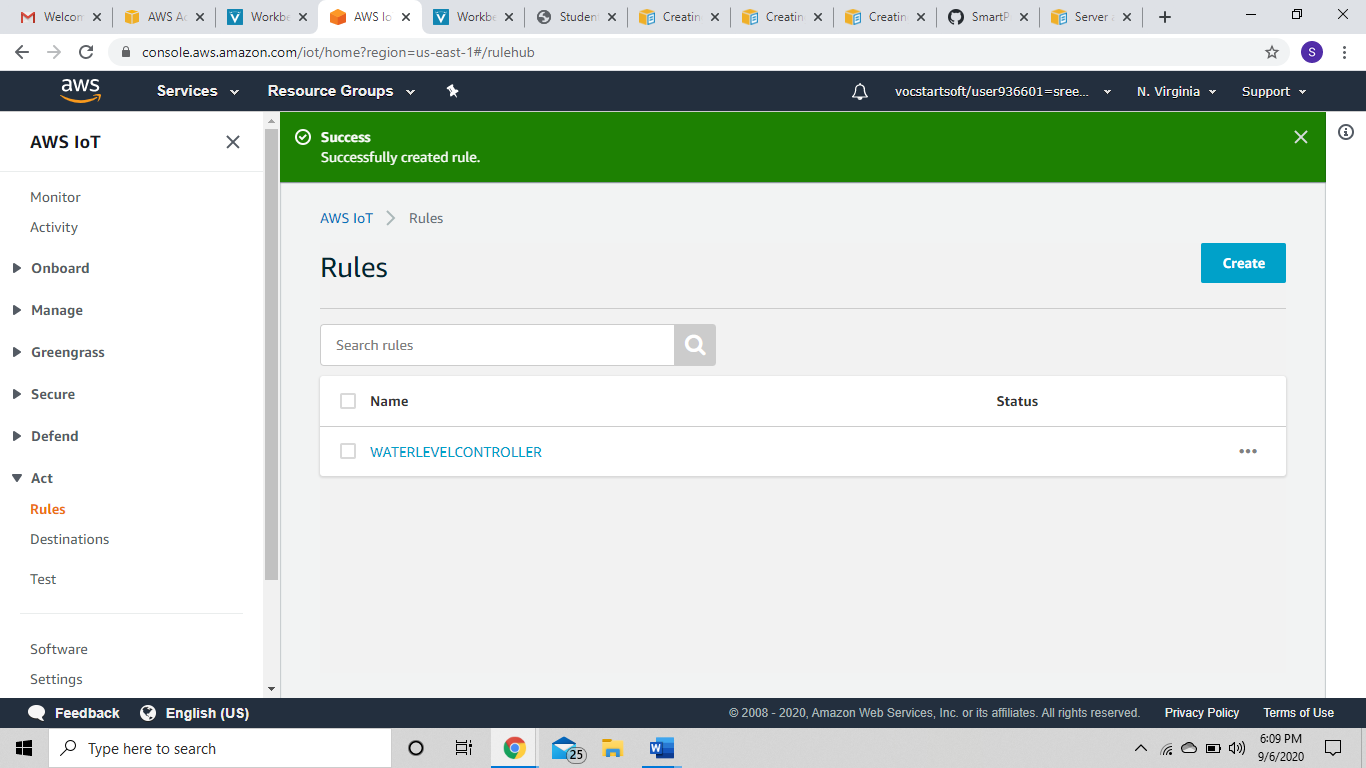 Welcon
AWS Ac
Workbe
AWS Io
Workbe
Student
Creatin
Creatin
Creatin
SmartP
Server a
console.aws.amazon.com/iot/home?region=us-east-1#/rulehub
S
aws
Services
Resource Groups
vocstartsoft/user936601=sree...
N. Virginia
Support
AWS IoT
Monitor
Activity
Onboard
Manage
Greengrass
Secure
Defend
Act
Rules
Destinations
Test
Software
Settings
Success
Successfully created rule.
AWS IoT Rules
Rules
Create
Search rules
Name Status
WATERLEVELCONTROLLER
Feedback English (US)
© 2008 - 2020, Amazon Web Services, Inc. or its affiliates. All rights reserved. Privacy Policy Terms of Use
Type here to search
25
6:09 PM
9/6/2020